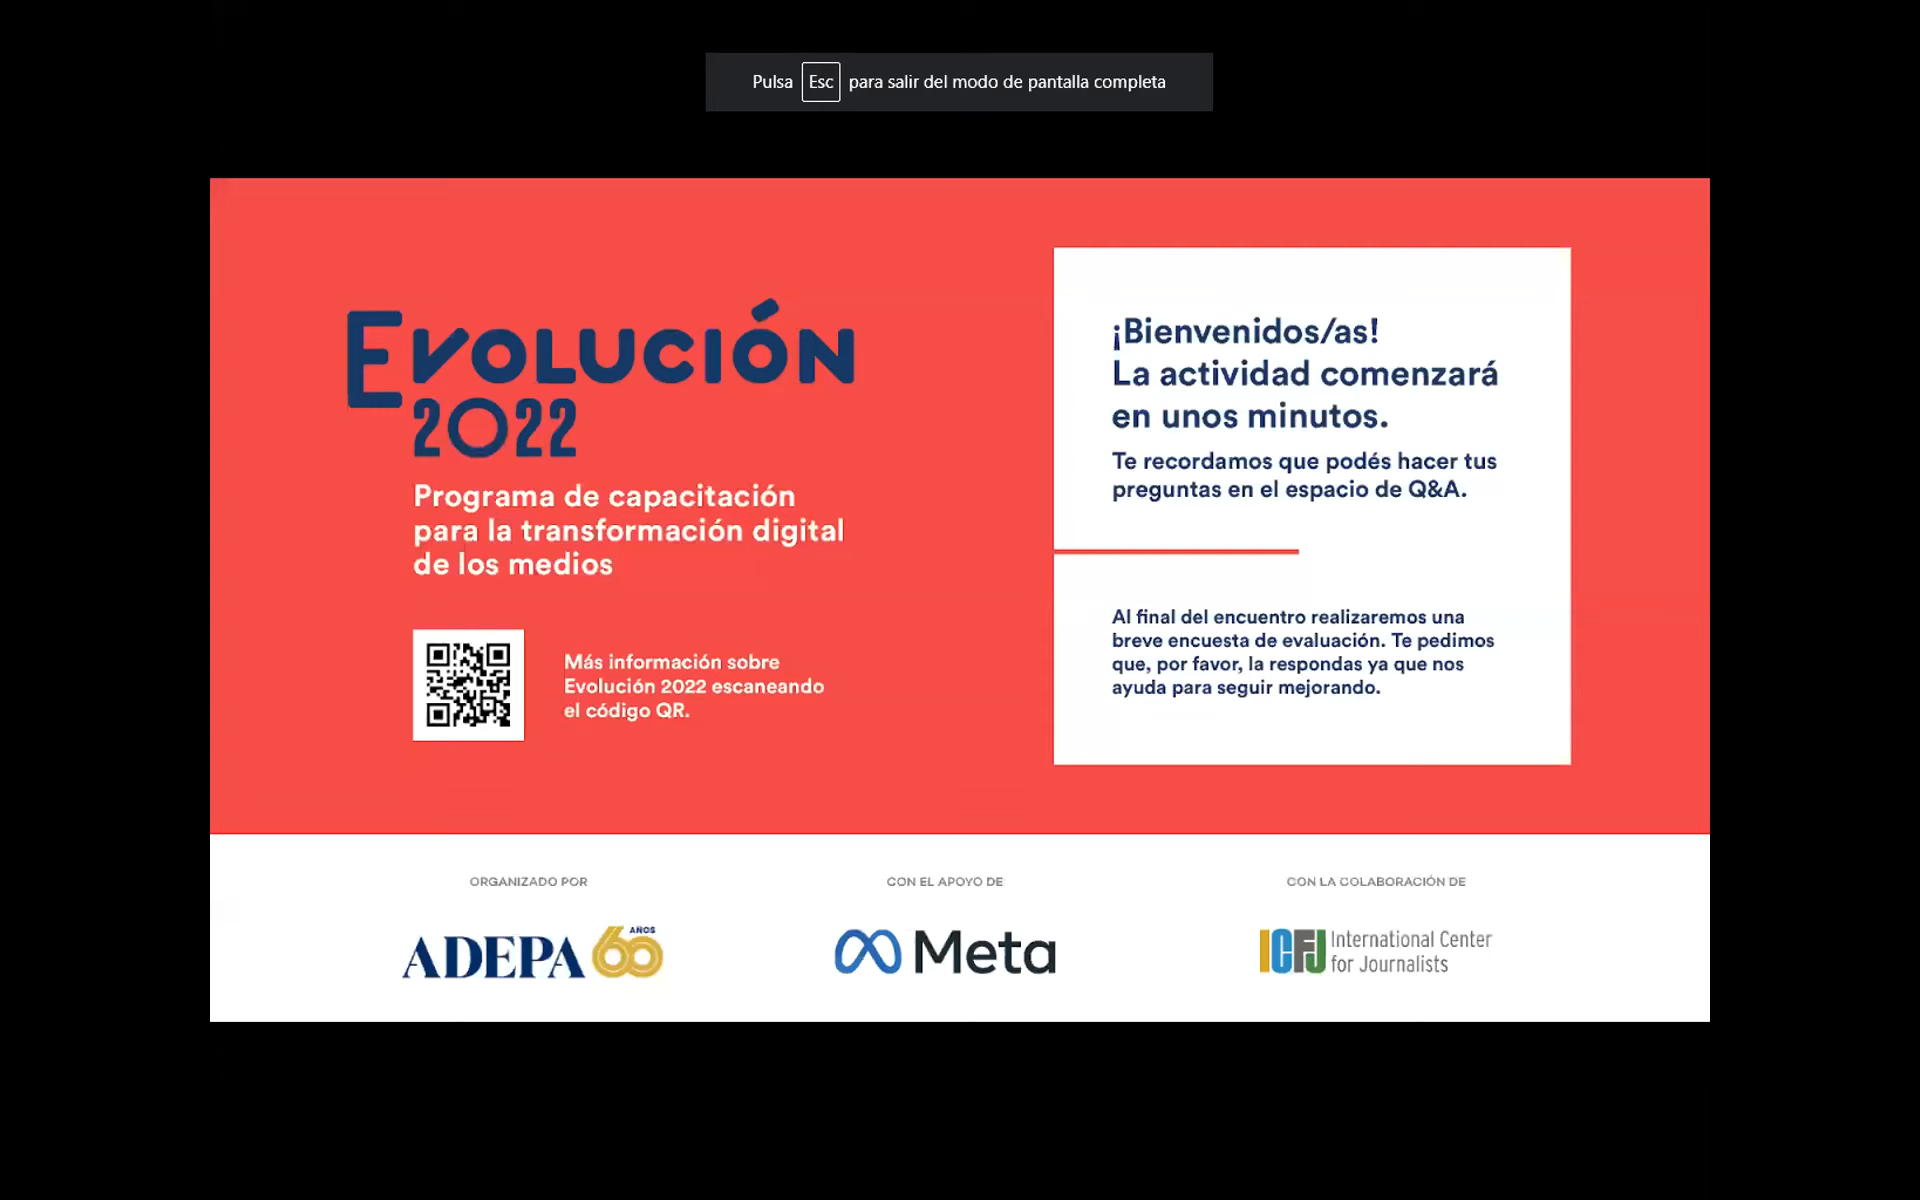 Pulsa Esc para salir del modo de pantalla completa
EVOLUCIÓN
2022
Programa de capacitación
para la transformación digital
de los medios
Más información sobre
Evolución 2022 escaneando
el código QR.
¡Bienvenidos/as!
La actividad comenzará
en unos minutos.
Te recordamos que podés hacer tus
preguntas en el espacio de Q&A.
Al final del encuentro realizaremos una
breve encuesta de evaluación. Te pedimos
que, por favor, la respondas ya que nos
ayuda para seguir mejorando.
ORGANIZADO POR
ADEPA 60 AÑOS
CON EL APOYO DE
Meta
CON LA COLABORACIÓN DE
ICFJ International Center
for Journalists